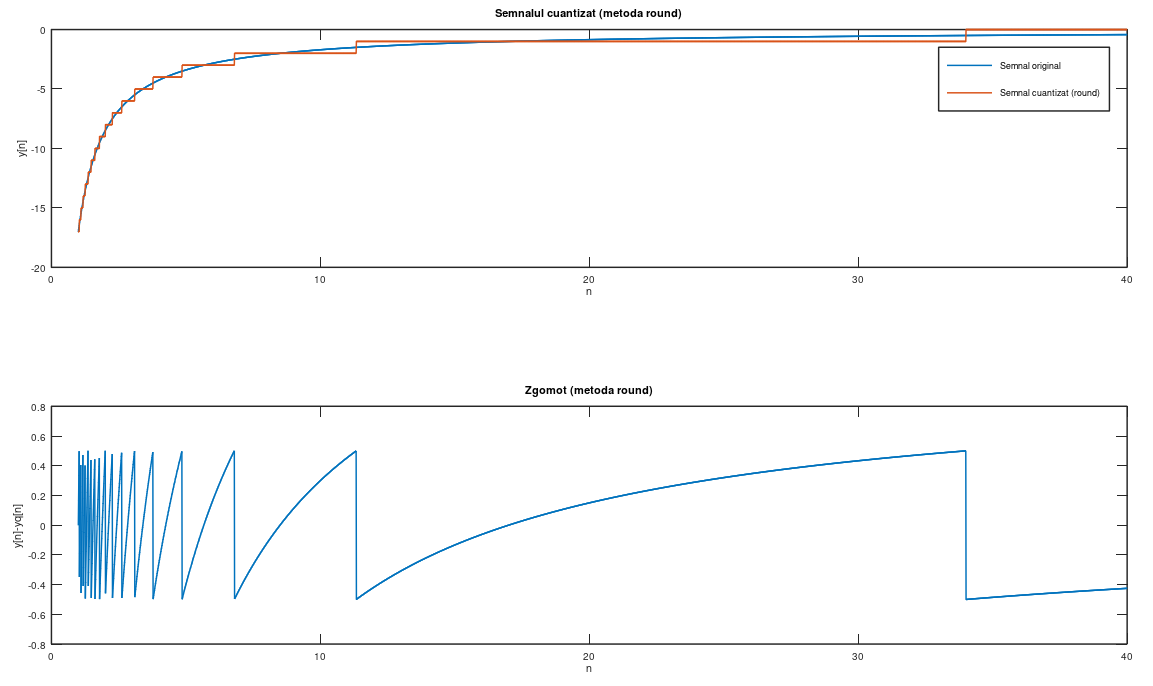 Semnalul cuantizat (metoda round)
0
-5
-10
-15
-20
y[n]
Semnal original
Semnal cuantizat (round)
0 10 20 30 40
n
Zgomot (metoda round)
0.8
0.6
0.4
0.2
0
-0.2
-0.4
-0.6
-0.8
y[n]-yq[n]
0 10 20 30 40
n